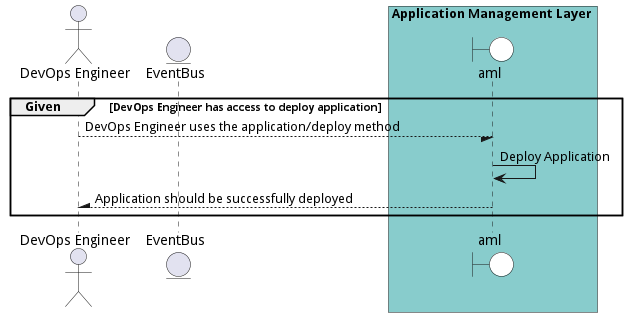 Application Management Layer
DevOps Engineer
EventBus
aml
Given
[DevOps Engineer has access to deploy application]
DevOps Engineer uses the application/deploy method
Deploy Application
Application should be successfully deployed
DevOps Engineer
EventBus
aml